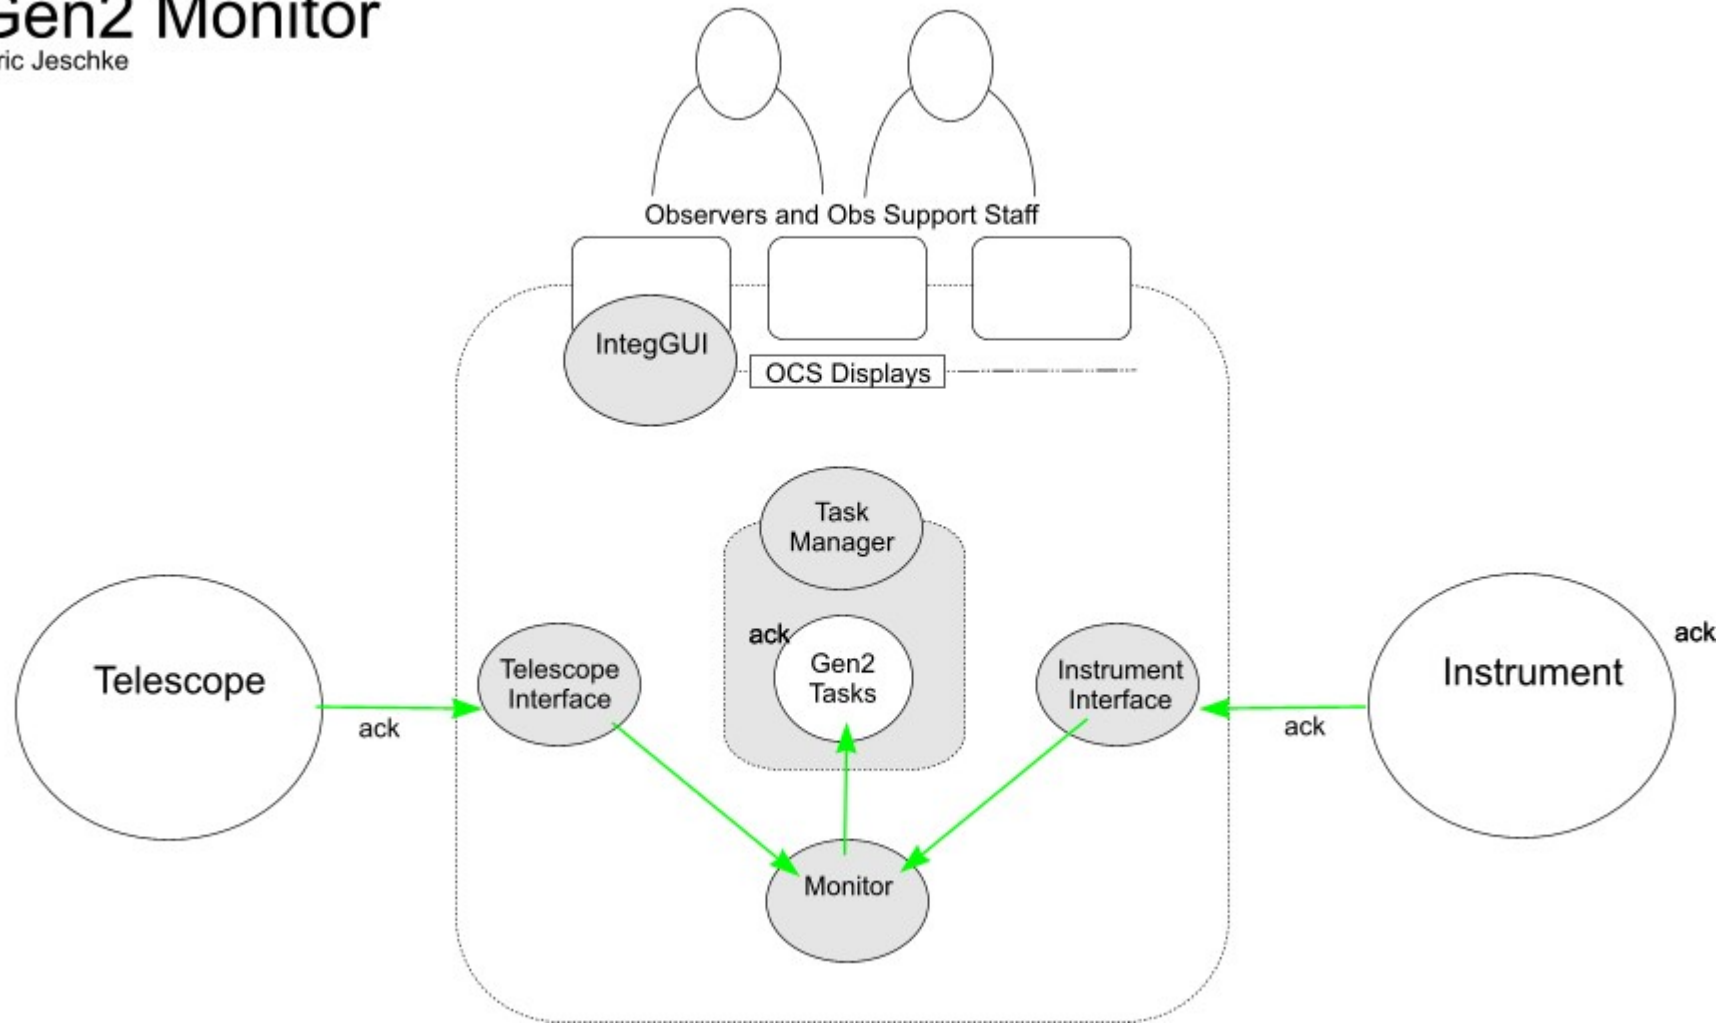 Gen2 Monitor
ric Jeschke
Observers and Obs Support Staff
IntegGUI
OCS Displays
Task
Manager
ack
Gen2
Tasks
Telescope
ack
Telescope
Interface
Instrument
Interface
ack
Instrument
ack
Monitor